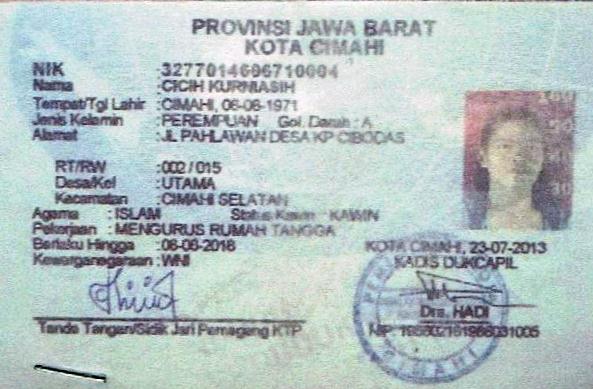 PROVINSI JAWA BARAT
KOTA CIMAHI
NIK : 3277014606710004
Nama : CICIH KURNIASIH
Tempat/Tgl Lahir : CIMAHI, 06-06-1971
Jenis Kelamin : PEREMPUAN Gol. Darah : A
Alamat : JL PAHLAWAN DESA KP CIBODAS
RT/RW : 002 / 015
Desa/Kel : UTAMA
Kecamatan : CIMAHI SELATAN
Agama : ISLAM Status Kawin : KAWIN
Pekerjaan : MENGURUS RUMAH TANGGA
Berlaku Hingga : 06-06-2018
Kewarganegaraan : WNI
KOTA CIMAHI, 23-07-2013
KADIS DUKCAPIL
Drs. HADI
Tanda Tangan/Sidik Jari Pemegang KTP
NIP.
CIMAHI